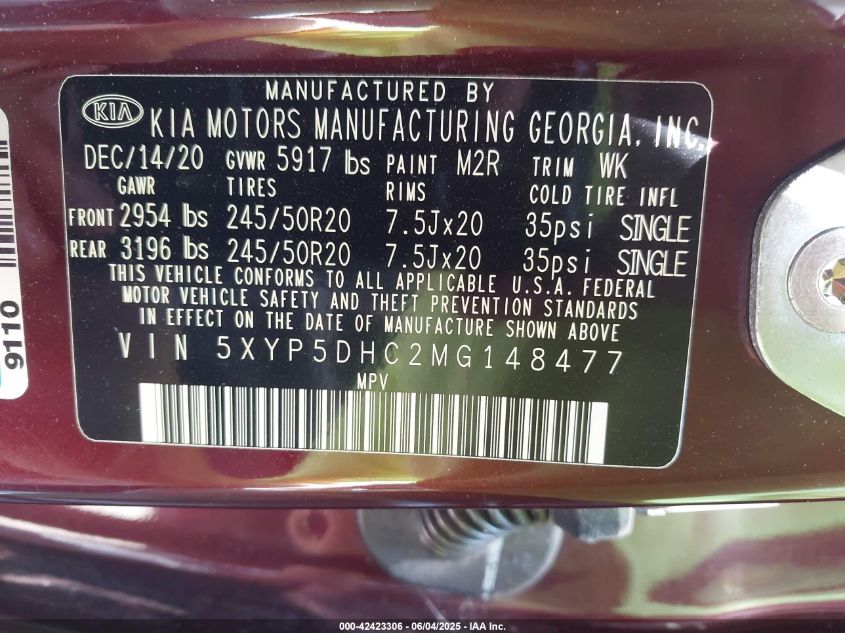 MANUFACTURED BY
KIA KIA MOTORS MANUFACTURING GEORGIA, INC.
DEC/14/20 GVWR 5917 lbs PAINT M2R TRIM WK
GAWR TIRES RIMS COLD TIRE INFL
FRONT 2954 lbs 245/50R20 7.5Jx20 35psi SINGLE
REAR 3196 lbs 245/50R20 7.5Jx20 35psi SINGLE
THIS VEHICLE CONFORMS TO ALL APPLICABLE U.S.A. FEDERAL
MOTOR VEHICLE SAFETY AND THEFT PREVENTION STANDARDS
IN EFFECT ON THE DATE OF MANUFACTURE SHOWN ABOVE
VIN 5XYP5DHC2MG148477
MPV
9110
000-42423306 - 06/04/2025 - IAA Inc.